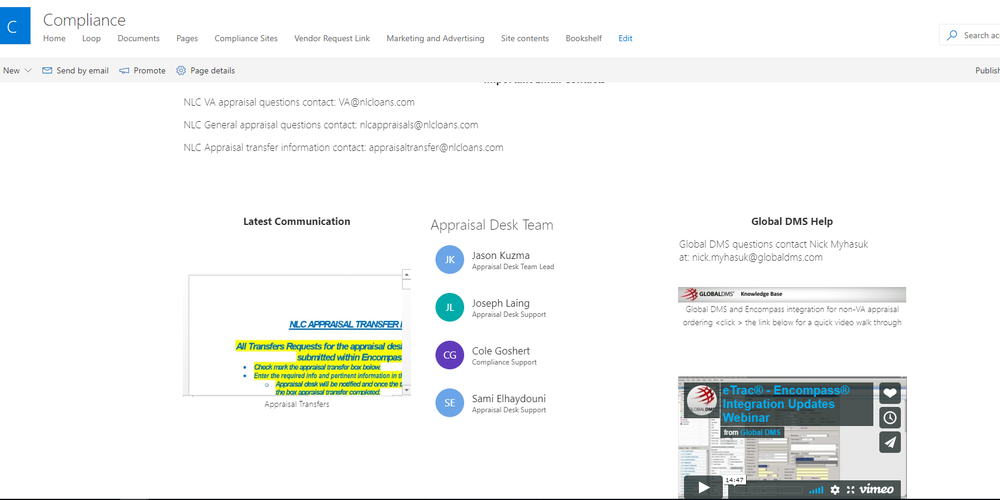 C
Compliance
Home Loop Documents Pages Compliance Sites Vendor Request Link Marketing and Advertising Site contents Bookshelf Edit
Search ac
New Send by email Promote Page details
Publish
Important Email Contacts
NLC VA appraisal questions contact: VA@nlcloans.com
NLC General appraisal questions contact: nlcappraisals@nlcloans.com
NLC Appraisal transfer information contact: appraisaltransfer@nlcloans.com
Latest Communication
NLC APPRAISAL TRANSFER
All Transfers Requests for the appraisal des
submitted within Encompas
• Check mark the appraisal transfer box below.
• Enter the required info and pertinent information in th
o Appraisal desk will be notified and once the t
the box appraisal transfer completed.
Appraisal Transfers
Appraisal Desk Team
JK
Jason Kuzma
Appraisal Desk Team Lead
JL
Joseph Laing
Appraisal Desk Support
CG
Cole Goshert
Compliance Support
SE
Sami Elhaydouni
Appraisal Desk Support
Global DMS Help
Global DMS questions contact Nick Myhasuk
at: nick.myhasuk@globaldms.com
GLOBALDMS Knowledge Base
Global DMS and Encompass integration for non-VA appraisal
ordering <click > the link below for a quick video walk through
GLOBALDMS
eTrac® - Encompass®
Integration Updates
Webinar
from Global DMS
14:47
vimeo